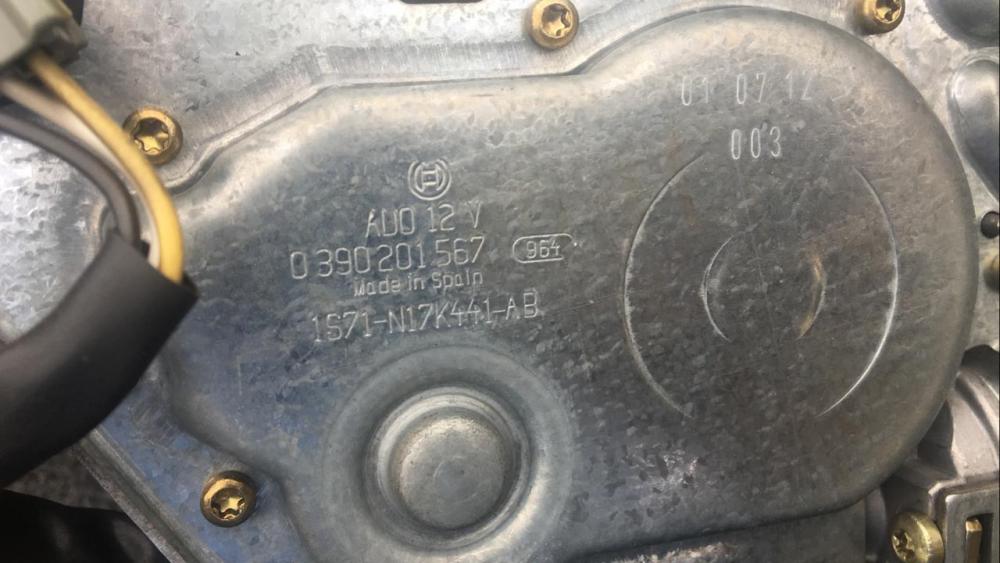 01 07 12
003
AUO 12 V
0 390 201 567 964
Made in Spain
1S71-N17K441-AB